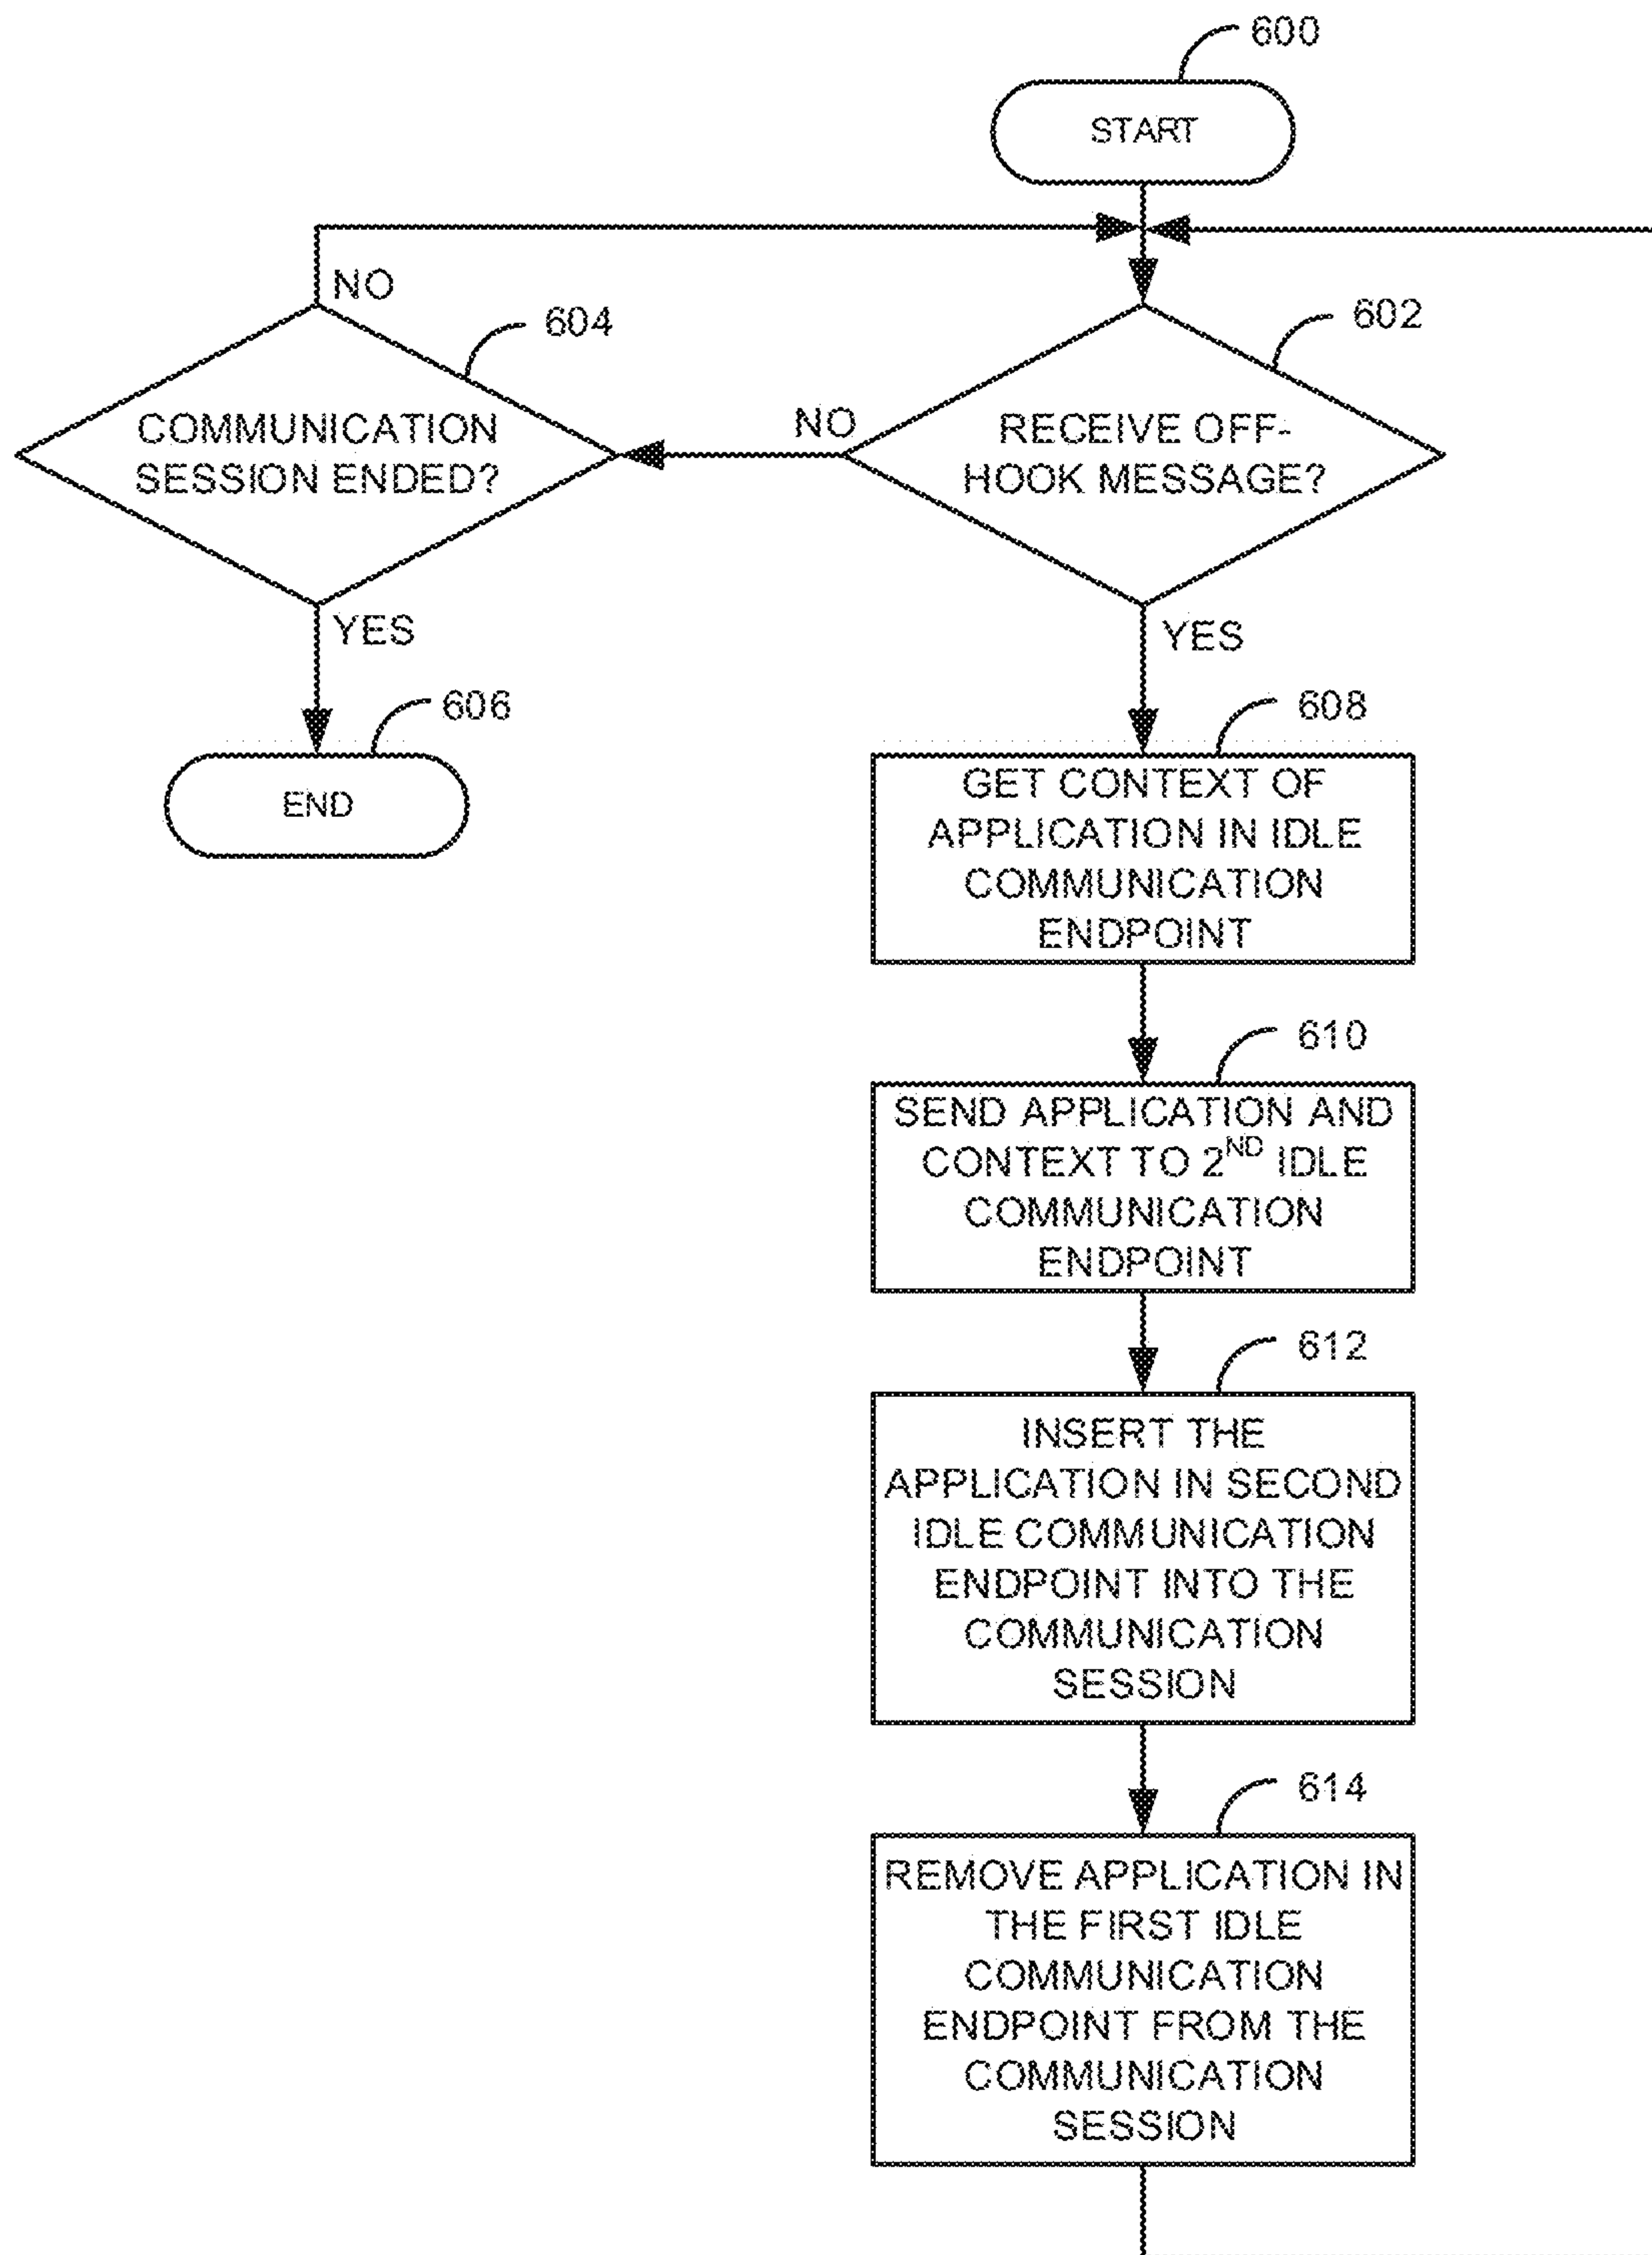 600
START
NO
604
602
COMMUNICATION
SESSION ENDED?
NO
RECEIVE OFF-
HOOK MESSAGE?
YES
YES
606
608
END
GET CONTEXT OF
APPLICATION IN IDLE
COMMUNICATION
ENDPOINT
610
SEND APPLICATION AND
CONTEXT TO 2ND IDLE
COMMUNICATION
ENDPOINT
612
INSERT THE
APPLICATION IN SECOND
IDLE COMMUNICATION
ENDPOINT INTO THE
COMMUNICATION
SESSION
614
REMOVE APPLICATION IN
THE FIRST IDLE
COMMUNICATION
ENDPOINT FROM THE
COMMUNICATION
SESSION